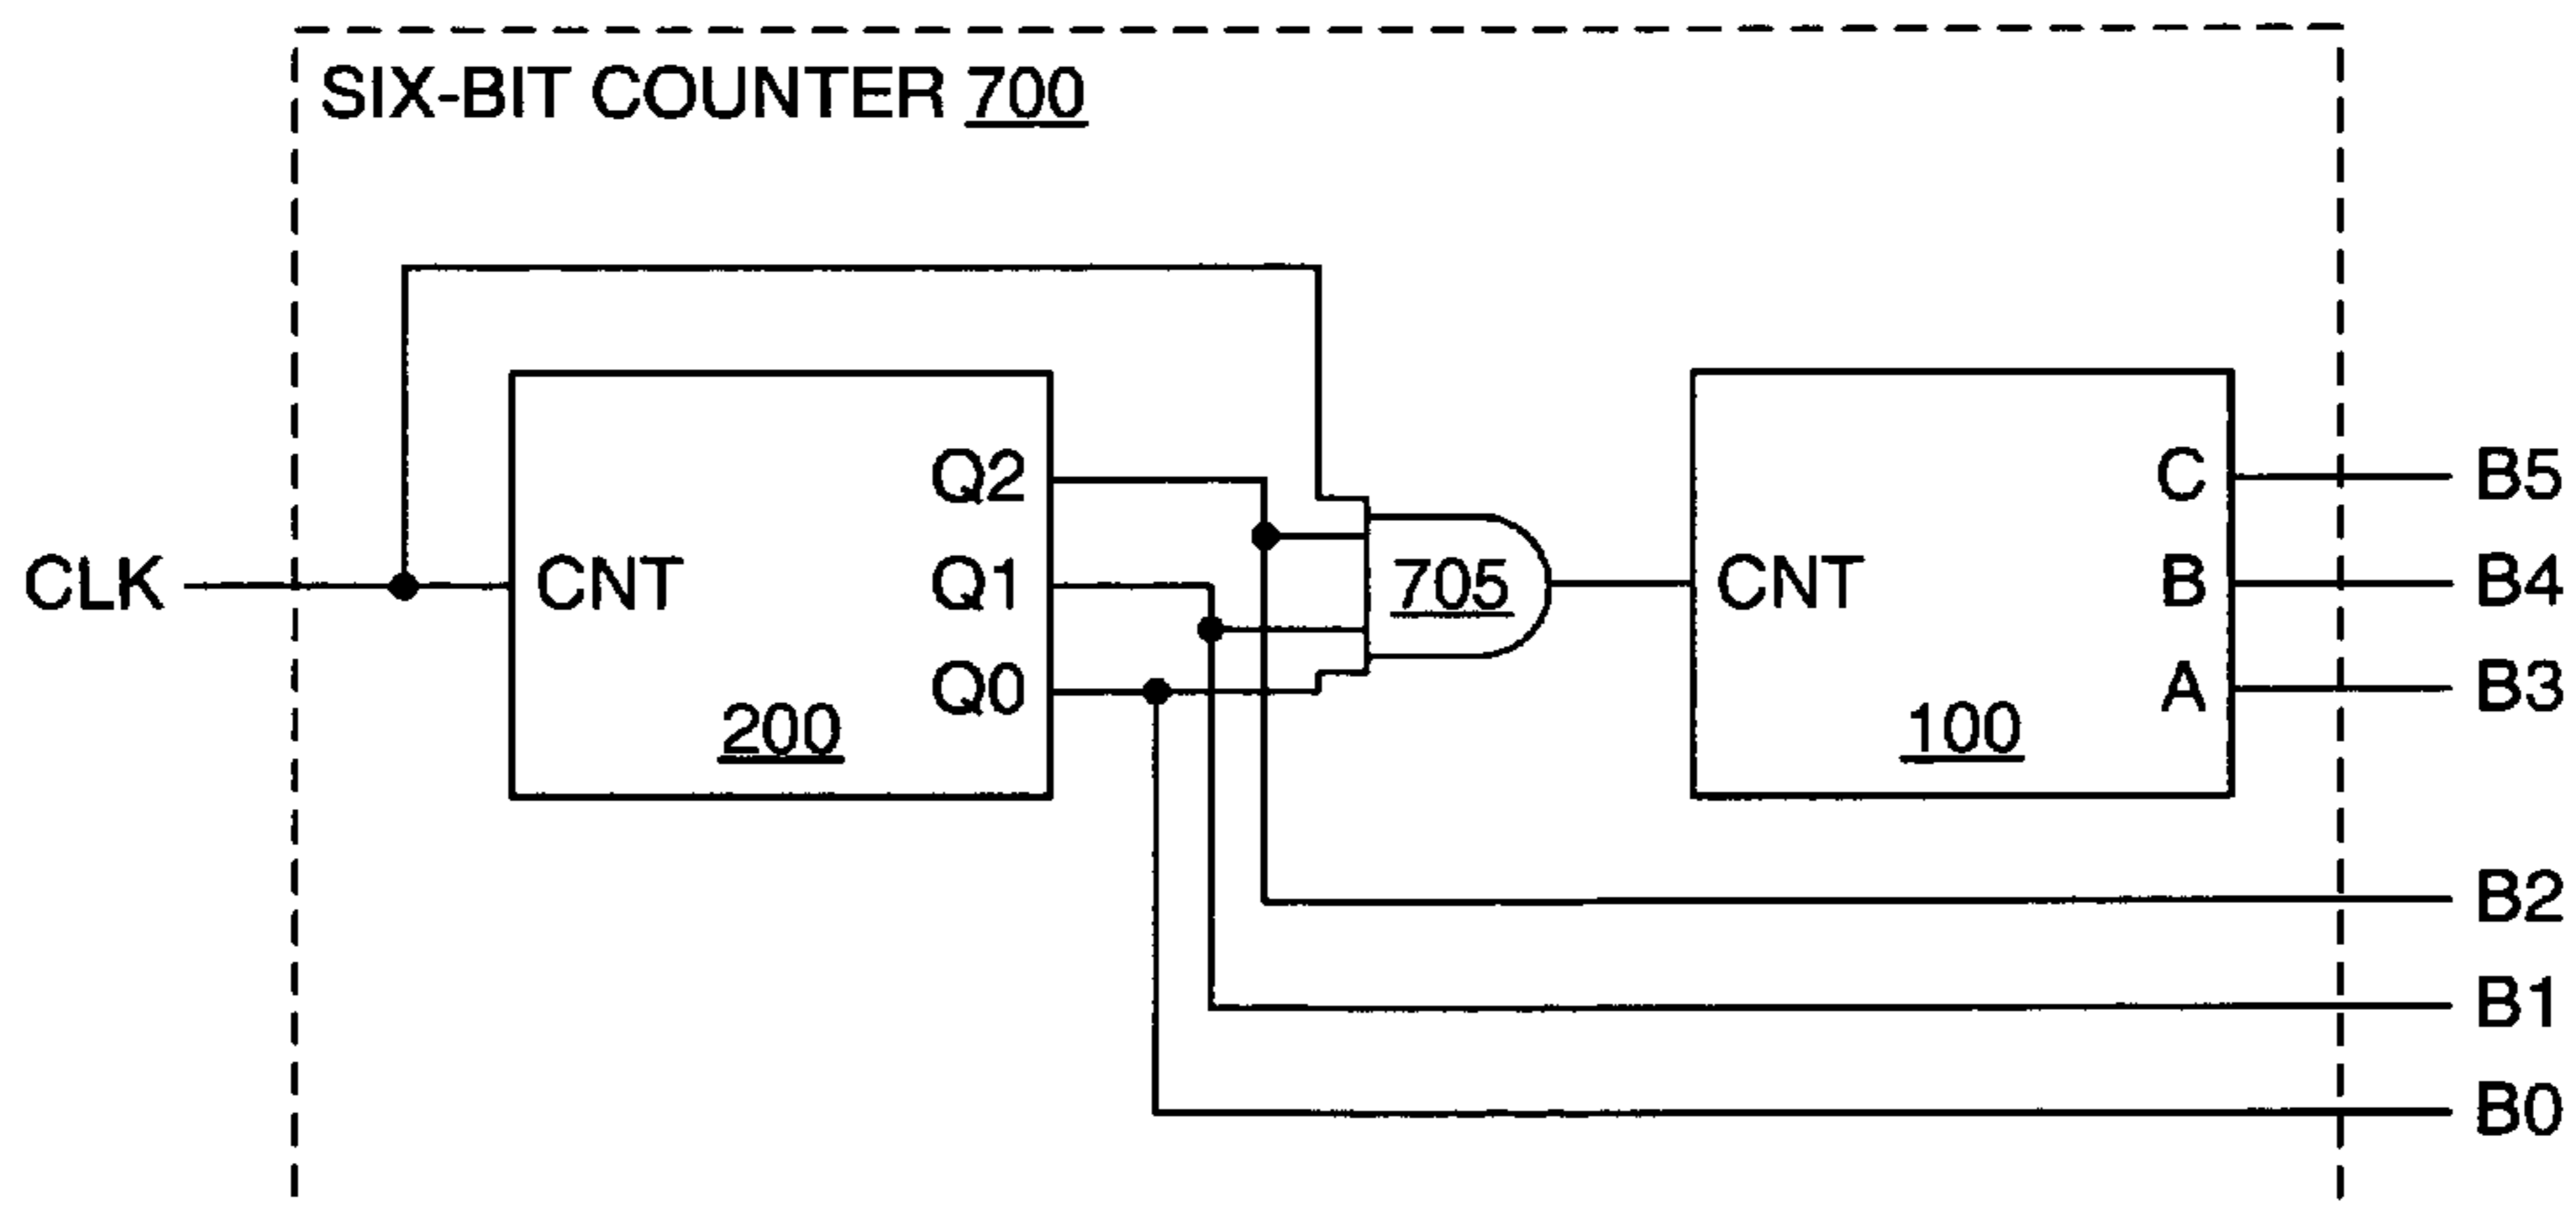 SIX-BIT COUNTER 700
CLK
CNT
Q2
Q1
Q0
200
705
CNT
C
B
A
100
B5
B4
B3
B2
B1
B0